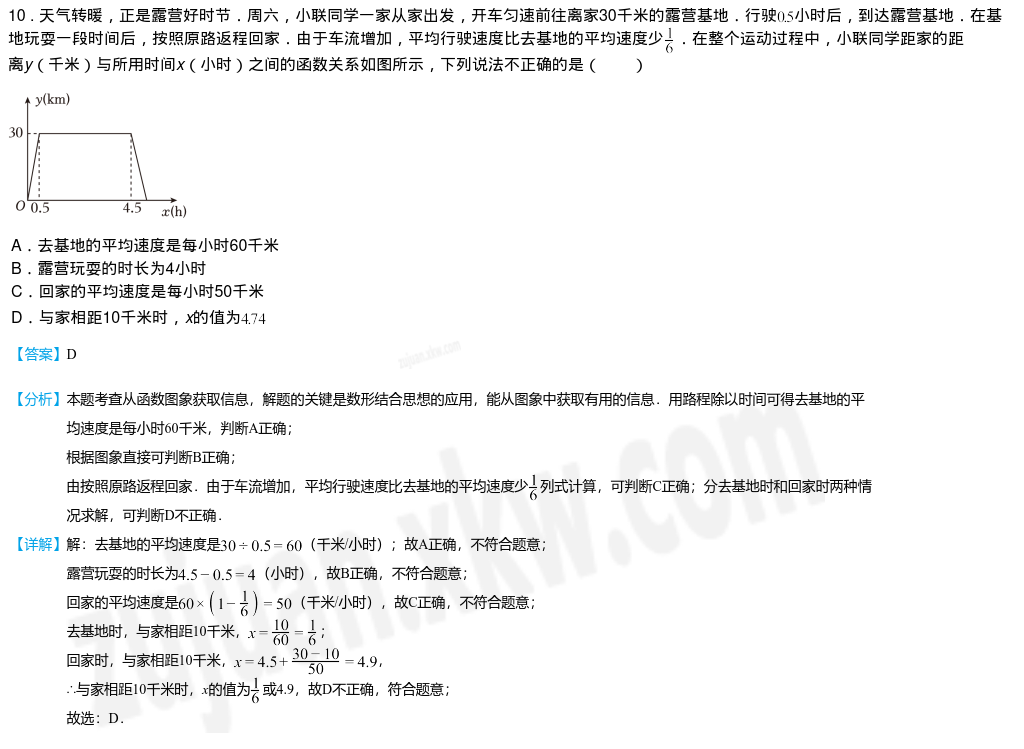 10．天气转暖，正是露营好时节．周六，小联同学一家从家出发，开车匀速前往离家30千米的露营基地．行驶0.5小时后，到达露营基地．在基
地玩耍一段时间后，按照原路返程回家．由于车流增加，平均行驶速度比去基地的平均速度少1/6．在整个运动过程中，小联同学距家的距
离y（千米）与所用时间x（小时）之间的函数关系如图所示，下列说法不正确的是（　　）
y(km)
30
O 0.5 4.5 x(h)
A．去基地的平均速度是每小时60千米
B．露营玩耍的时长为4小时
C．回家的平均速度是每小时50千米
D．与家相距10千米时，x的值为4.74
【答案】D
zujuan.xkw.com
【分析】本题考查从函数图象获取信息，解题的关键是数形结合思想的应用，能从图象中获取有用的信息．用路程除以时间可得去基地的平
均速度是每小时60千米，判断A正确；
根据图象直接可判断B正确；
由按照原路返程回家．由于车流增加，平均行驶速度比去基地的平均速度少1/6列式计算，可判断C正确；分去基地时和回家时两种情
况求解，可判断D不正确．
【详解】解：去基地的平均速度是30÷0.5=60（千米/小时）；故A正确，不符合题意；
露营玩耍的时长为4.5−0.5=4（小时），故B正确，不符合题意；
回家的平均速度是60×(1−1/6)=50（千米/小时），故C正确，不符合题意；
去基地时，与家相距10千米，x=10/60=1/6；
回家时，与家相距10千米，x=4.5+(30−10)/50=4.9，
∴与家相距10千米时，x的值为1/6或4.9，故D不正确，符合题意；
故选：D．
zujuan.xkw.com